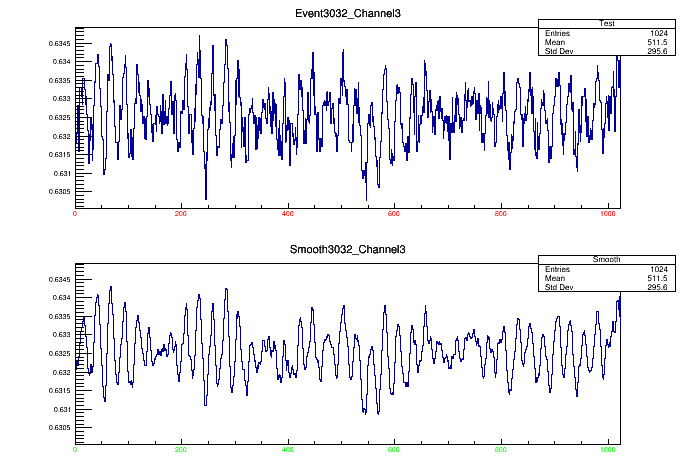 Event3032_Channel3
Test
Entries 1024
Mean 511.5
Std Dev 295.6
0.6345
0.634
0.6335
0.633
0.6325
0.632
0.6315
0.631
0.6305
0 200 400 600 800 1000
Smooth3032_Channel3
Smooth
Entries 1024
Mean 511.5
Std Dev 295.6
0.6345
0.634
0.6335
0.633
0.6325
0.632
0.6315
0.631
0.6305
0 200 400 600 800 1000